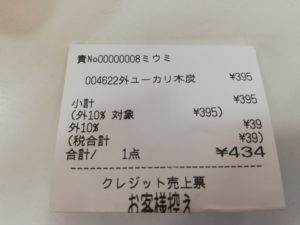 責No00000008ミウミ
004622外ユーカリ木炭 ¥395
小計 ¥395
(外10% 対象 ¥395)
外10% ¥39
(税合計 ¥39)
合計/ 1点 ¥434
クレジット売上票
お客様控え